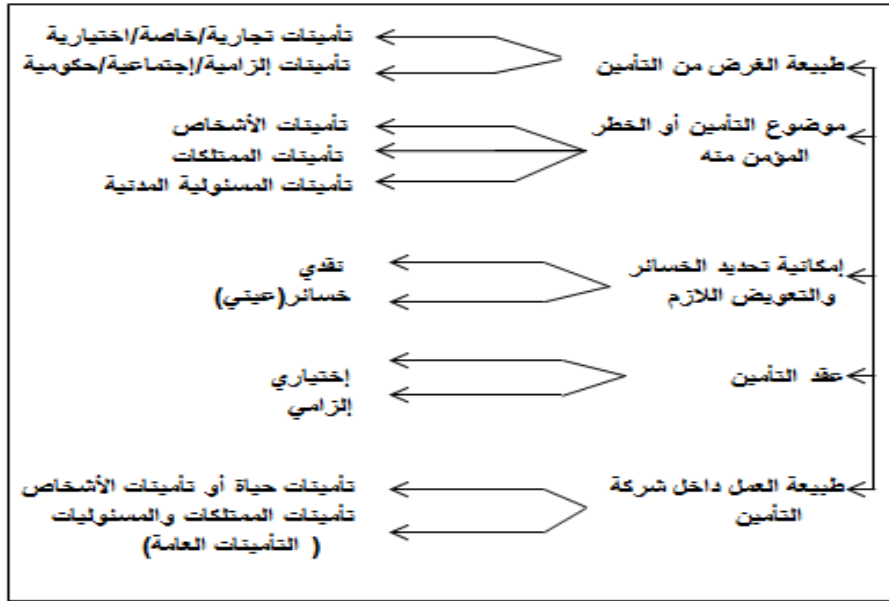 طبيعة الغرض من التأمين
تأمينات تجارية/خاصة/اختيارية
تأمينات إلزامية/إجتماعية/حكومية
موضوع التأمين أو الخطر
المؤمن منه
تأمينات الأشخاص
تأمينات الممتلكات
تأمينات المسئولية المدنية
إمكانية تحديد الخسائر
والتعويض اللازم
نقدي
خسائر(عيني)
عقد التأمين
إختياري
إلزامي
طبيعة العمل داخل شركة
التأمين
تأمينات حياة أو تأمينات الأشخاص
تأمينات الممتلكات والمسئوليات
( التأمينات العامة)